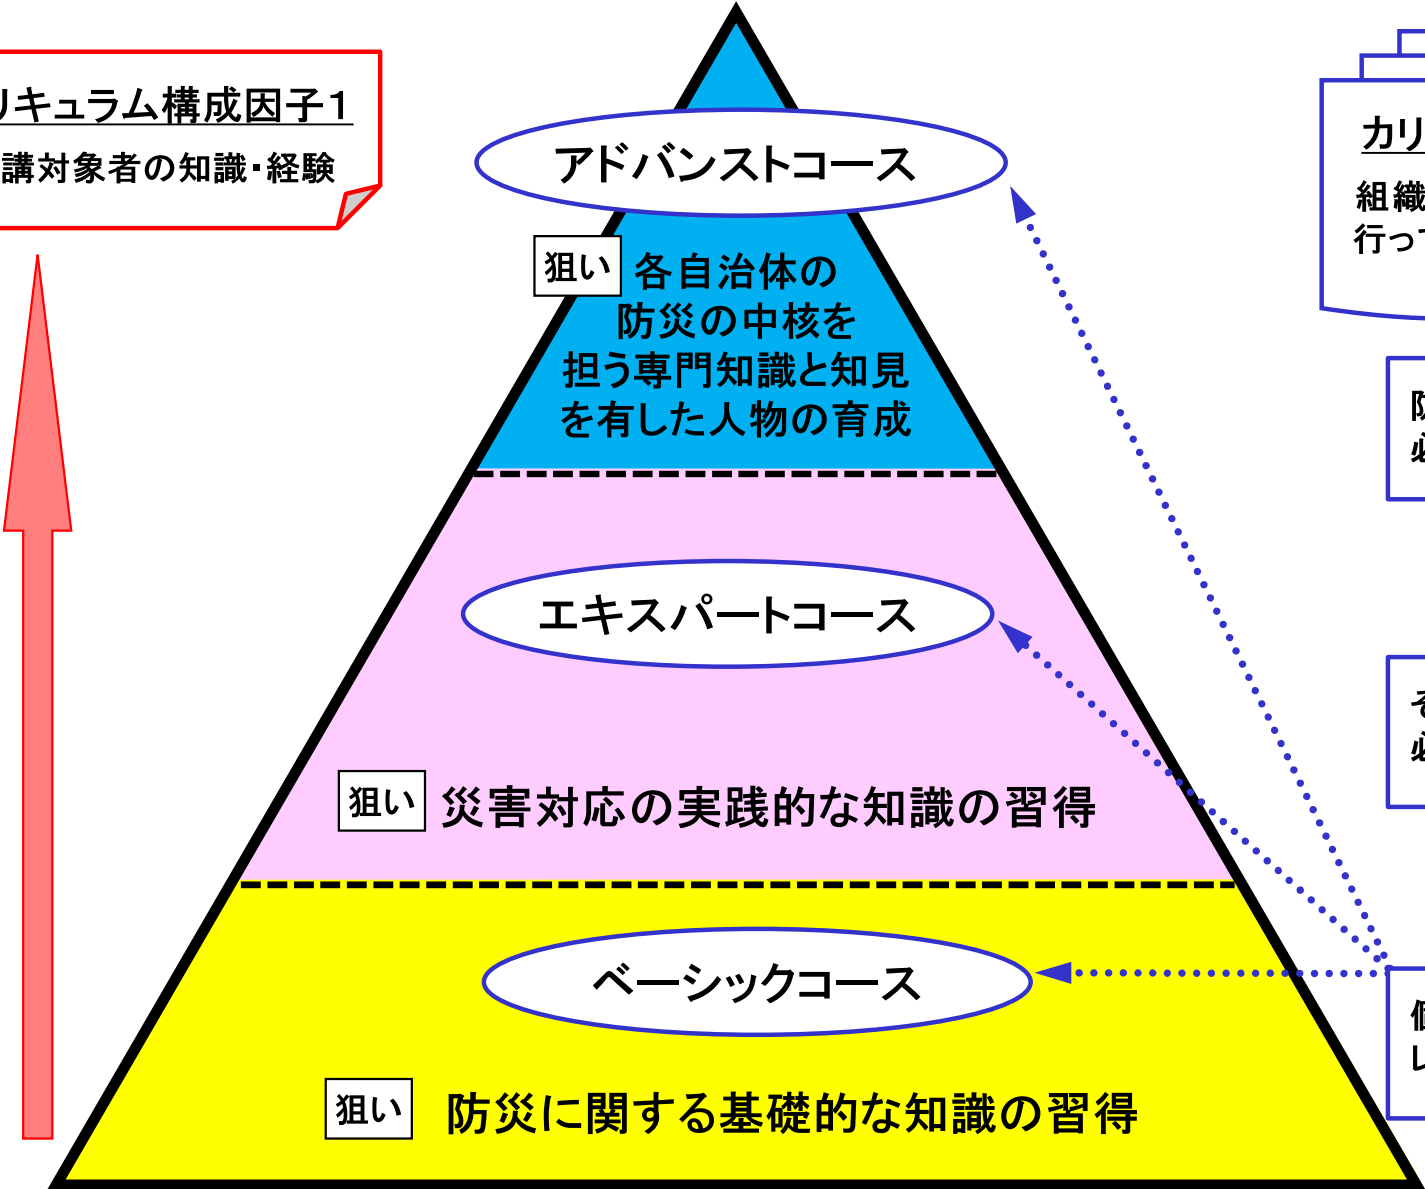 リキュラム構成因子１
講対象者の知識・経験
アドバンストコース
狙い
各自治体の
防災の中核を
担う専門知識と知見
を有した人物の育成
エキスパートコース
狙い
災害対応の実践的な知識の習得
ベーシックコース
狙い
防災に関する基礎的な知識の習得
カリ
組織
行っ